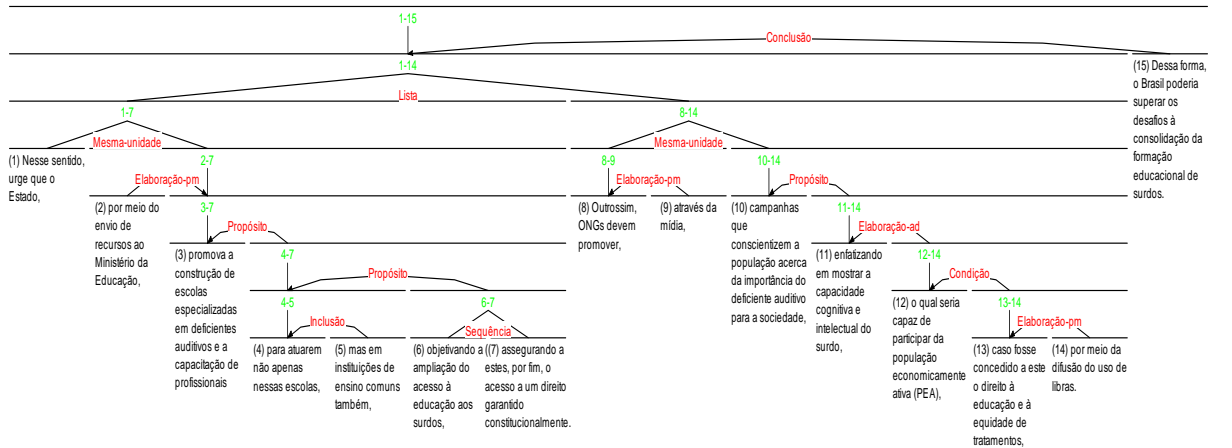 1-15
Conclusão
1-14
Lista
1-7
8-14
Mesma-unidade
Mesma-unidade
(1) Nesse sentido,
urge que o
Estado,
2-7
Elaboração-pm
(2) por meio do
envio de
recursos ao
Ministério da
Educação,
3-7
Propósito
(3) promova a
construção de
escolas
especializadas
em deficientes
auditivos e a
capacitação de
profissionais
4-7
Propósito
4-5
Inclusão
(4) para atuarem
não apenas
nessas escolas,
(5) mas em
instituições de
ensino comuns
também,
6-7
Sequência
(6) objetivando a
ampliação do
acesso à
educação aos
surdos,
((7) assegurando a
estes, por fim, o
acesso a um direito
garantido
constitucionalmente.
8-9
Elaboração-pm
(8) Outrossim,
ONGs devem
promover,
(9) através da
mídia,
10-14
Propósito
(10) campanhas
que
conscientizem a
população acerca
da importância do
deficiente auditivo
para a sociedade,
11-14
Elaboração-ad
(11) enfatizando
em mostrar a
capacidade
cognitiva e
intelectual do
surdo,
12-14
Condição
(12) o qual seria
capaz de
participar da
população
economicamente
ativa (PEA),
13-14
Elaboração-pm
(13) caso fosse
concedido a este
o direito à
educação e à
equidade de
tratamentos,
(14) por meio da
difusão do uso de
libras.
(15) Dessa forma,
o Brasil poderia
superar os
desafios à
consolidação da
formação
educacional de
surdos.